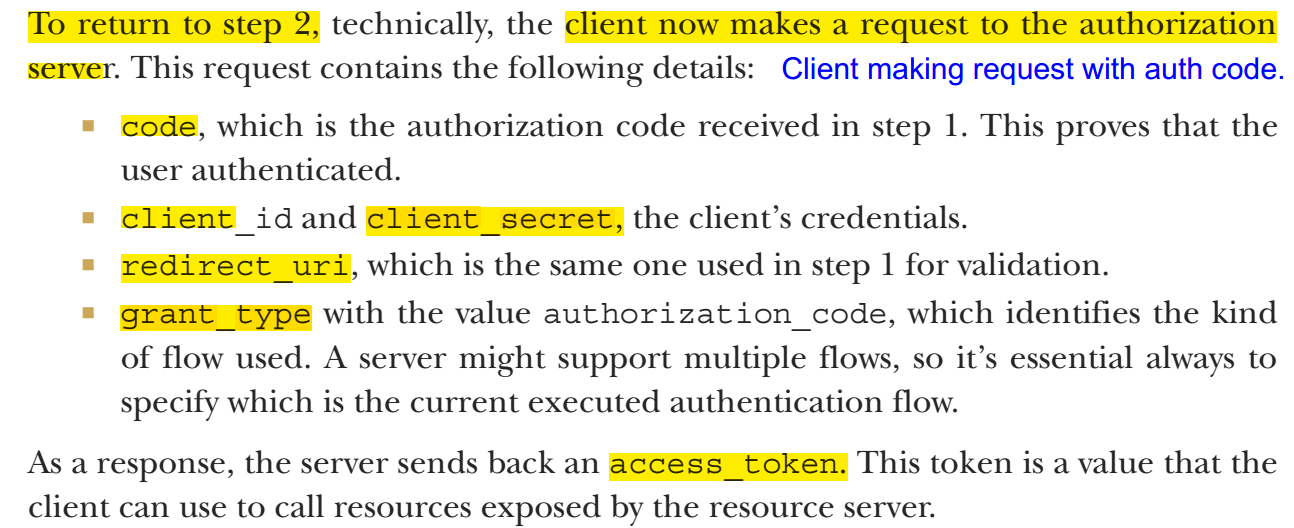 To return to step 2, technically, the client now makes a request to the authorization
server. This request contains the following details: Client making request with auth code.
■ code, which is the authorization code received in step 1. This proves that the
user authenticated.
■ client_id and client_secret, the client’s credentials.
■ redirect_uri, which is the same one used in step 1 for validation.
■ grant_type with the value authorization_code, which identifies the kind
of flow used. A server might support multiple flows, so it’s essential always to
specify which is the current executed authentication flow.
As a response, the server sends back an access_token. This token is a value that the
client can use to call resources exposed by the resource server.